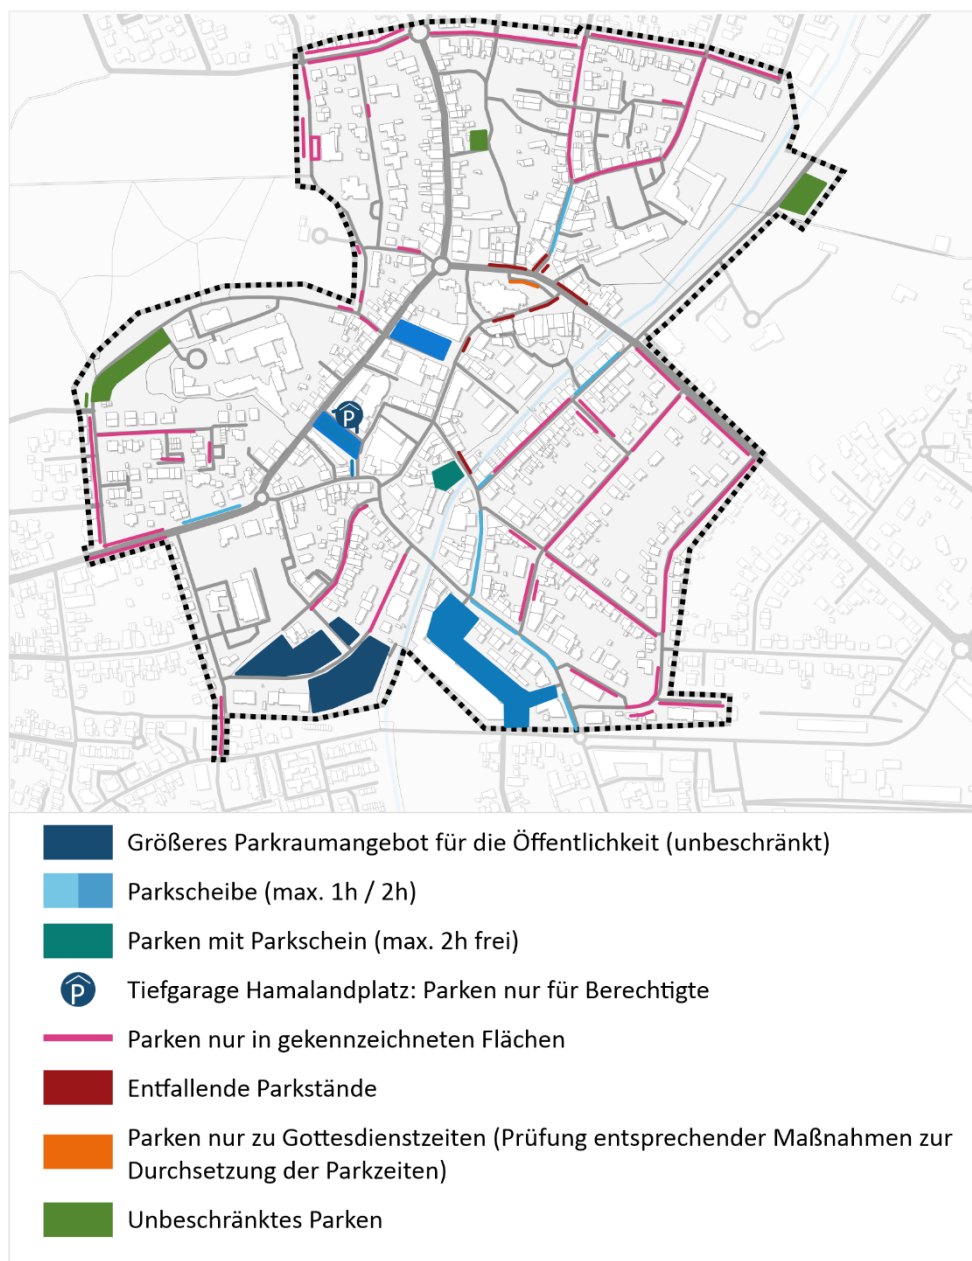 P
Größeres Parkraumangebot für die Öffentlichkeit (unbeschränkt)
Parkscheibe (max. 1h / 2h)
Parken mit Parkschein (max. 2h frei)
P
Tiefgarage Hamalandplatz: Parken nur für Berechtigte
Parken nur in gekennzeichneten Flächen
Entfallende Parkstände
Parken nur zu Gottesdienstzeiten (Prüfung entsprechender Maßnahmen zur
Durchsetzung der Parkzeiten)
Unbeschränktes Parken